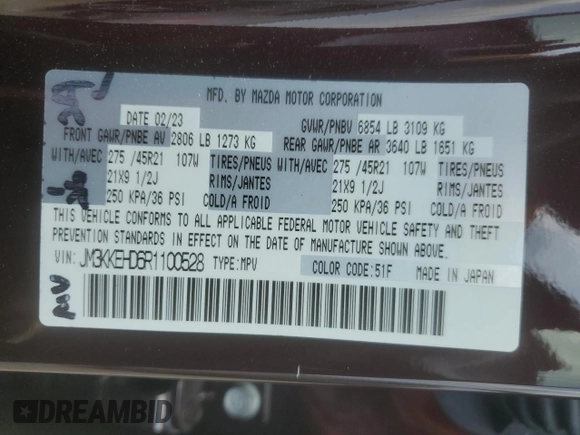 MFD. BY MAZDA MOTOR CORPORATION
DATE 02/23
GVWR/PNBV 6854 LB 3109 KG
FRONT GAWR/PNBE AV 2806 LB 1273 KG
REAR GAWR/PNBE AR 3640 LB 1651 KG
WITH/AVEC 275 /45R21 107W TIRES/PNEUS WITH/AVEC 275 /45R21 107W TIRES/PNEUS
21X9 1/2J RIMS/JANTES 21X9 1/2J RIMS/JANTES
250 KPA/36 PSI COLD/A FROID 250 KPA/36 PSI COLD/A FROID
THIS VEHICLE CONFORMS TO ALL APPLICABLE FEDERAL MOTOR VEHICLE SAFETY AND THEFT
PREVENTION STANDARDS IN EFFECT ON THE DATE OF MANUFACTURE SHOWN ABOVE.
VIN: JM3KKEHD6R1100528 TYPE:MPV COLOR CODE:51F MADE IN JAPAN
DREAMBID